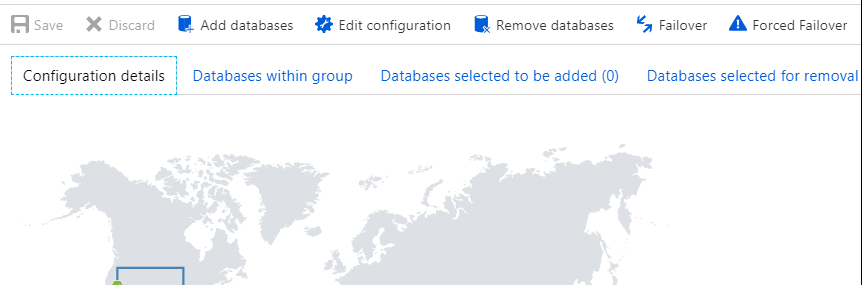 Save Discard Add databases Edit configuration Remove databases Failover Forced Failover
Configuration details Databases within group Databases selected to be added (0) Databases selected for removal